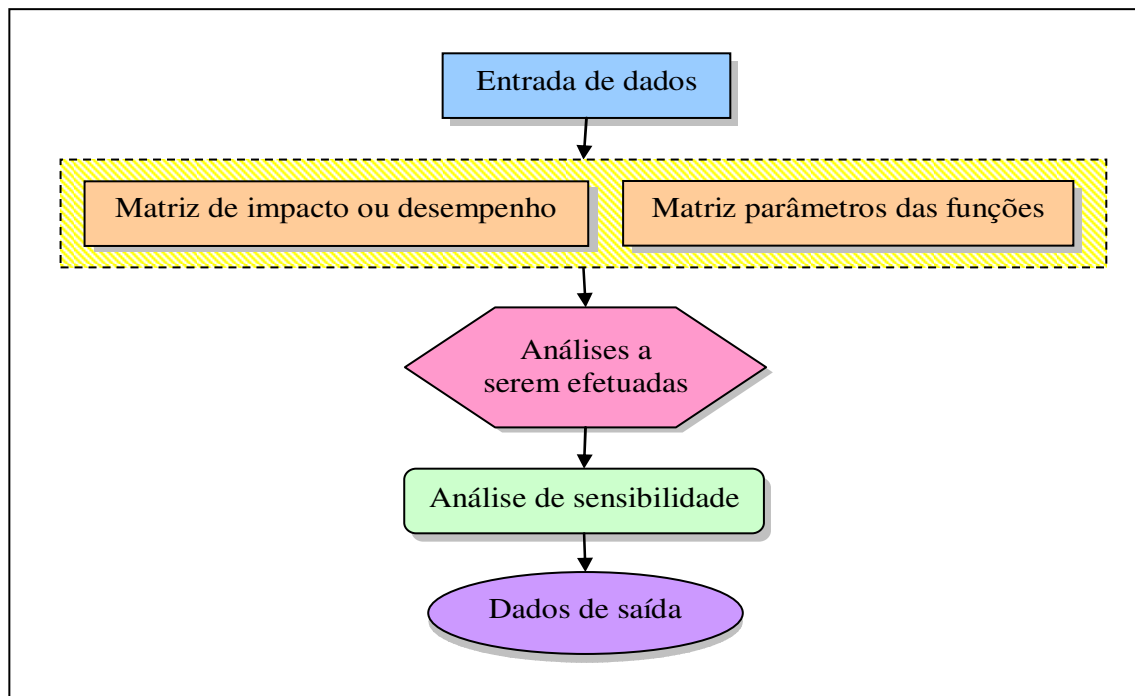 Entrada de dados
Matriz de impacto ou desempenho
Matriz parâmetros das funções
Análises a
serem efetuadas
Análise de sensibilidade
Dados de saída